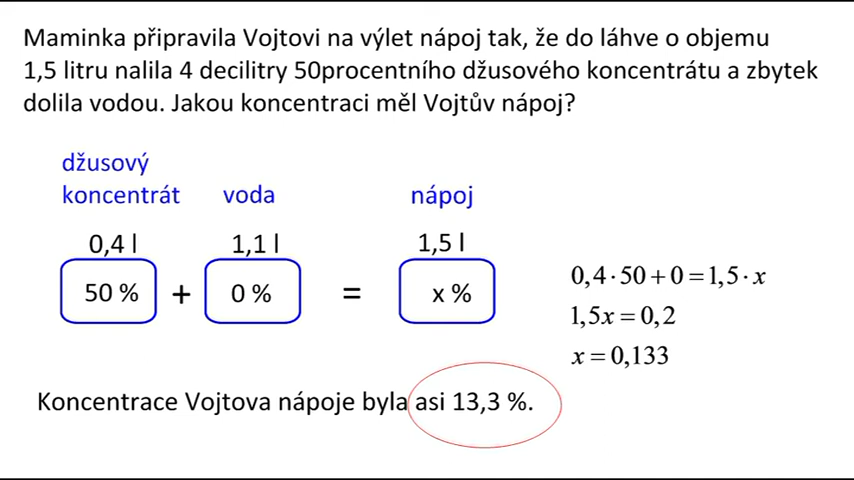 Maminka připravila Vojtovi na výlet nápoj tak, že do láhve o objemu
1,5 litru nalila 4 decilitry 50procentního džusového koncentrátu a zbytek
dolila vodou. Jakou koncentraci měl Vojtův nápoj?
džusový
koncentrát voda nápoj
0,4 l 1,1 l 1,5 l
50 % + 0 % = x %
0,4·50+0=1,5·x
1,5x=0,2
x=0,133
Koncentrace Vojtova nápoje byla asi 13,3 %.